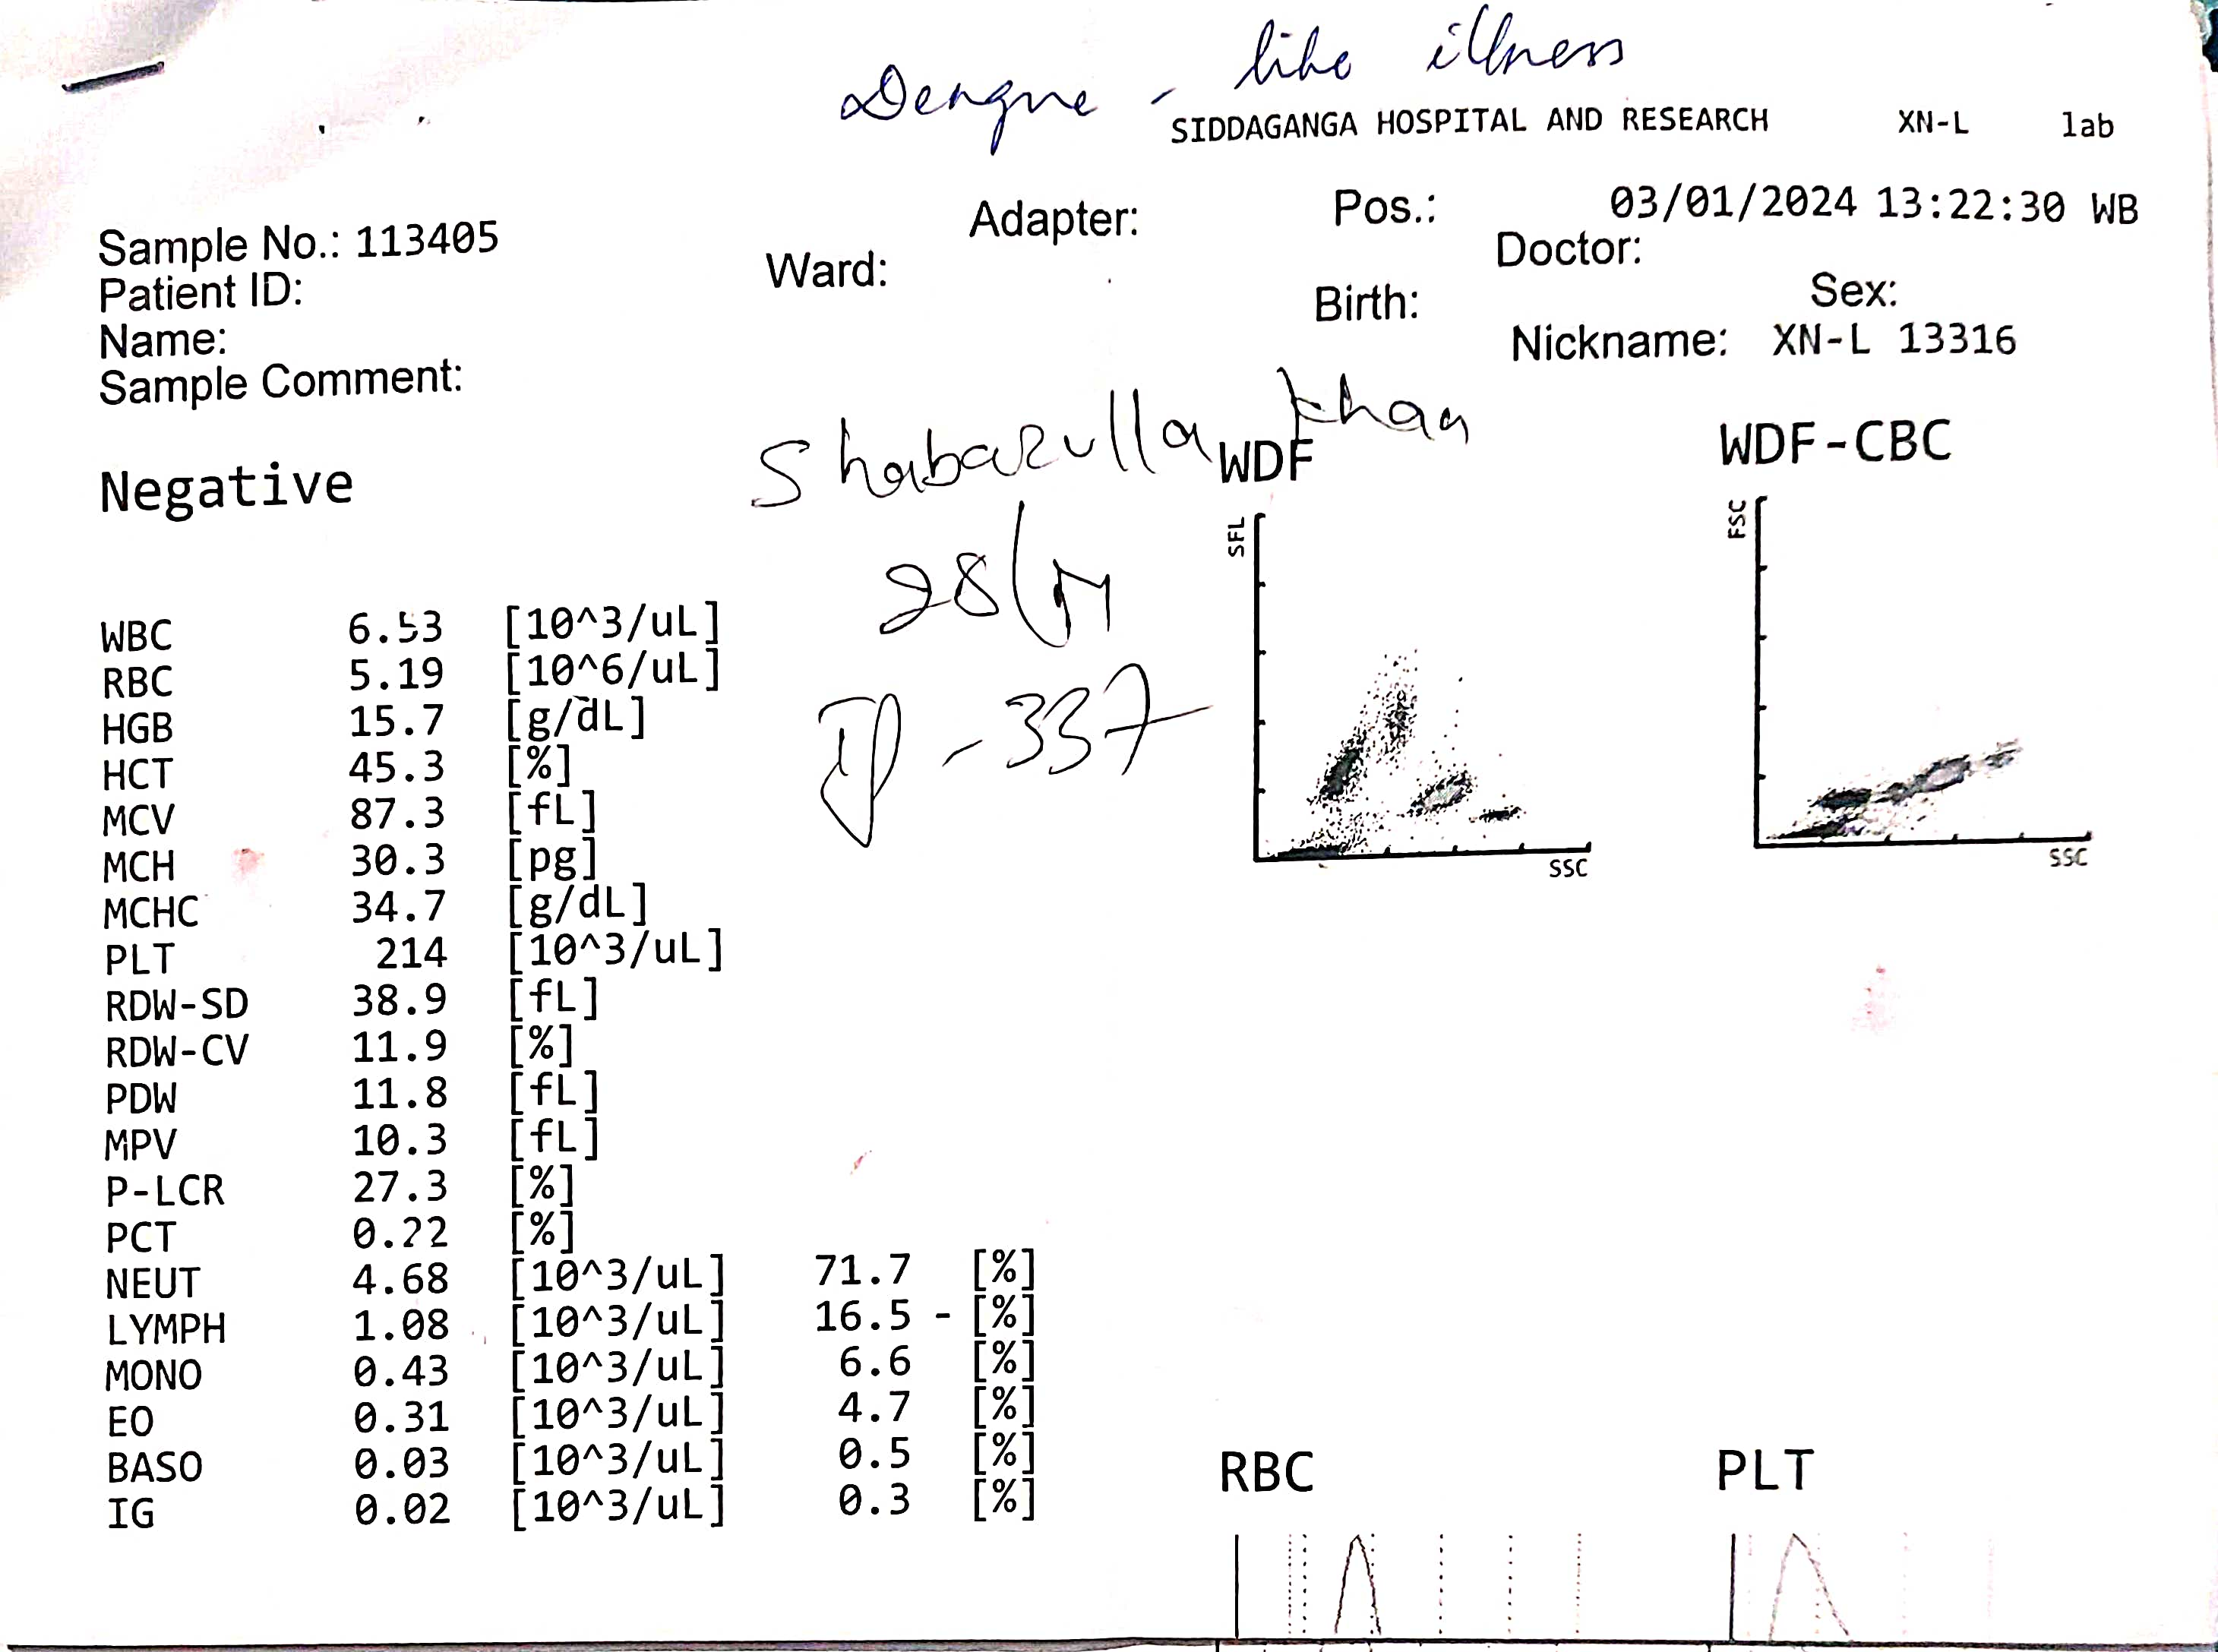 Dengue - like illness
SIDDAGANGA HOSPITAL AND RESEARCH XN-L lab
Sample No.: 113405 Adapter: Pos.: 03/01/2024 13:22:30 WB
Patient ID: Ward: Doctor:
Name: Birth: Sex:
Sample Comment: Nickname: XN-L 13316
Shabazulla Khan
Negative WDF WDF-CBC
28/M
IP - 337
SFL FSC
SSC SSC
WBC 6.53 [10^3/uL]
RBC 5.19 [10^6/uL]
HGB 15.7 [g/dL]
HCT 45.3 [%]
MCV 87.3 [fL]
MCH 30.3 [pg]
MCHC 34.7 [g/dL]
PLT 214 [10^3/uL]
RDW-SD 38.9 [fL]
RDW-CV 11.9 [%]
PDW 11.8 [fL]
MPV 10.3 [fL]
P-LCR 27.3 [%]
PCT 0.22 [%]
NEUT 4.68 [10^3/uL] 71.7 [%]
LYMPH 1.08 [10^3/uL] 16.5 - [%]
MONO 0.43 [10^3/uL] 6.6 [%]
EO 0.31 [10^3/uL] 4.7 [%]
BASO 0.03 [10^3/uL] 0.5 [%]
IG 0.02 [10^3/uL] 0.3 [%]
RBC PLT